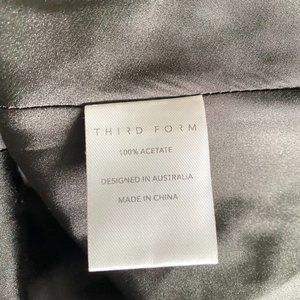 THIRD FORM
100% ACETATE
DESIGNED IN AUSTRALIA
MADE IN CHINA